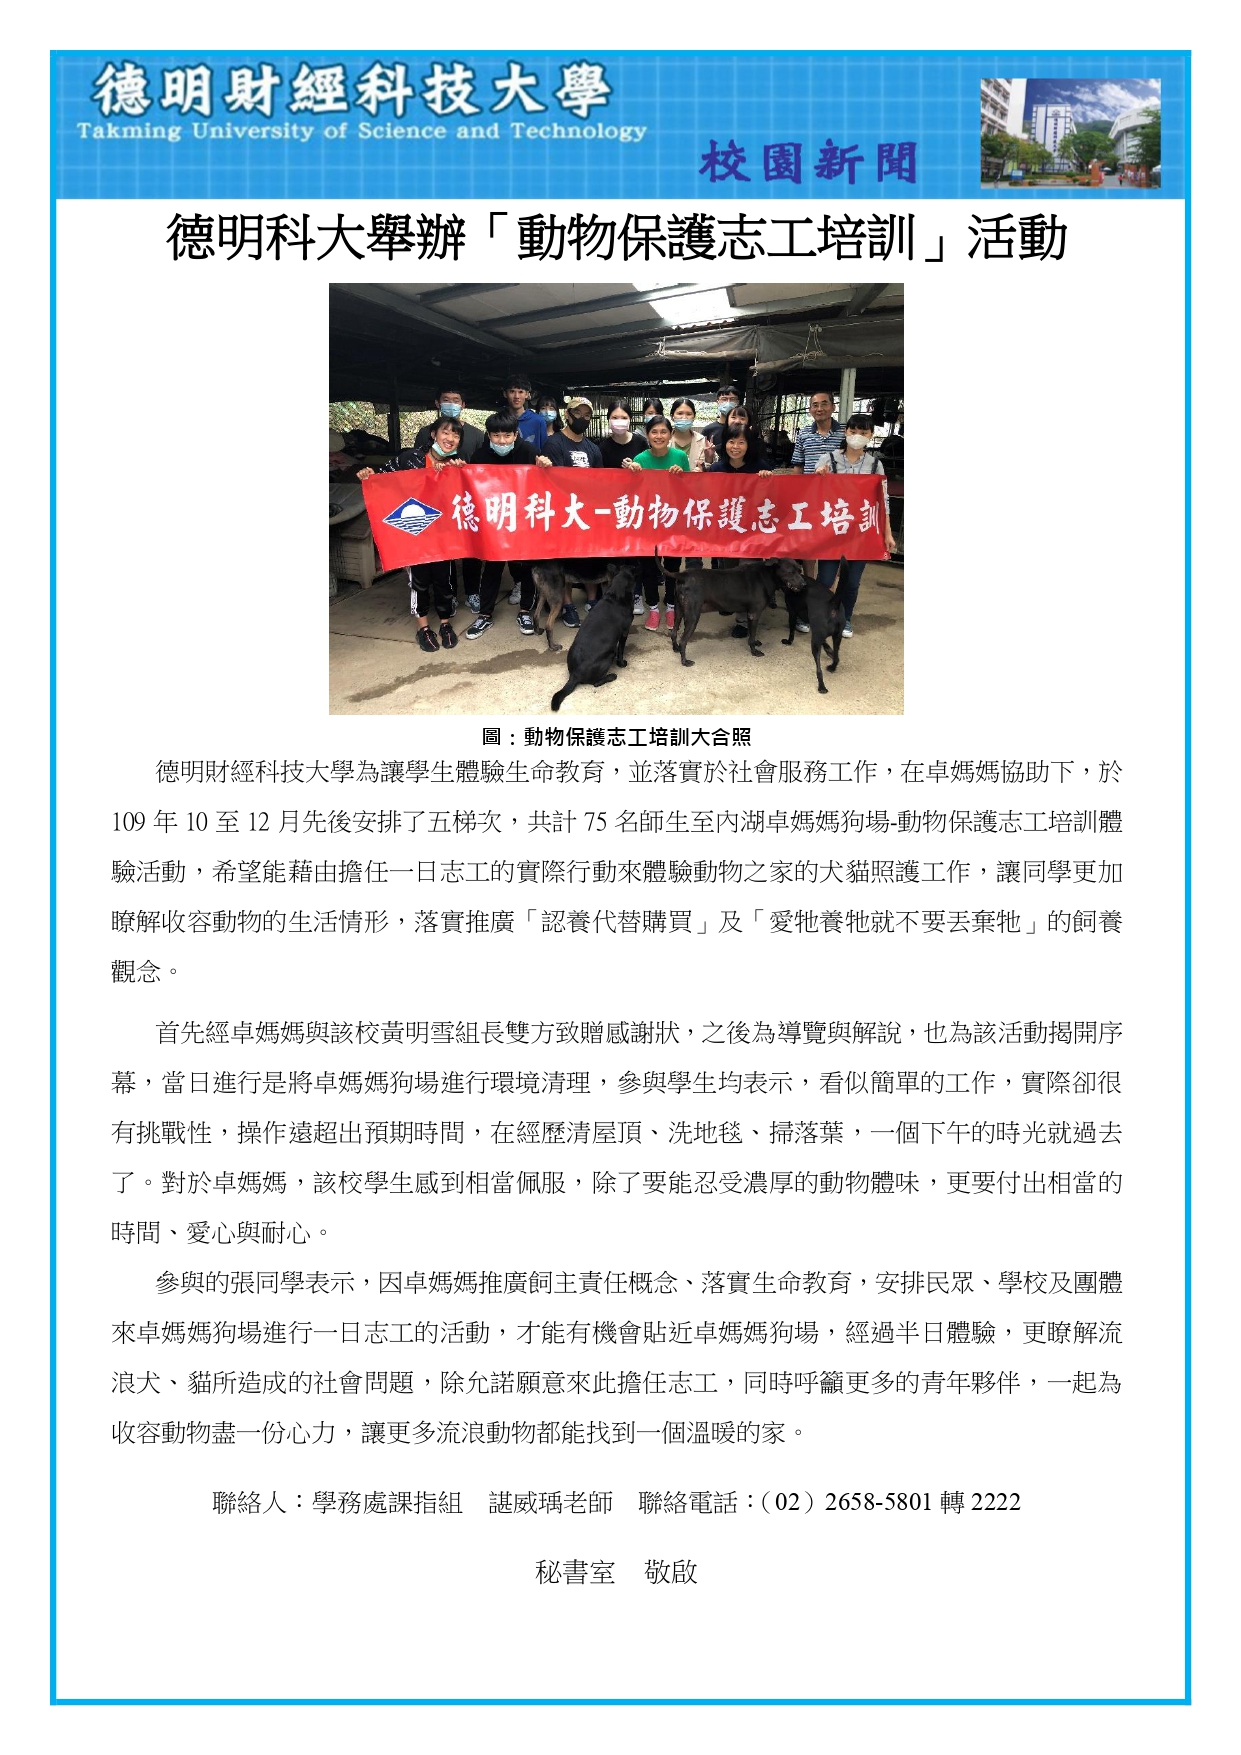 德明財經科技大學
Takming University of Science and Technology
校園新聞
德明科大舉辦「動物保護志工培訓」活動
德明科大-動物保護志工培訓
圖：動物保護志工培訓大合照
德明財經科技大學為讓學生體驗生命教育，並落實於社會服務工作，在卓媽媽協助下，於
109 年 10 至 12 月先後安排了五梯次，共計 75 名師生至內湖卓媽媽狗場-動物保護志工培訓體
驗活動，希望能藉由擔任一日志工的實際行動來體驗動物之家的犬貓照護工作，讓同學更加
瞭解收容動物的生活情形，落實推廣「認養代替購買」及「愛牠養牠就不要丟棄牠」的飼養
觀念。
首先經卓媽媽與該校黃明雪組長雙方致贈感謝狀，之後為導覽與解說，也為該活動揭開序
幕，當日進行是將卓媽媽狗場進行環境清理，參與學生均表示，看似簡單的工作，實際卻很
有挑戰性，操作遠超出預期時間，在經歷清屋頂、洗地毯、掃落葉，一個下午的時光就過去
了。對於卓媽媽，該校學生感到相當佩服，除了要能忍受濃厚的動物體味，更要付出相當的
時間、愛心與耐心。
參與的張同學表示，因卓媽媽推廣飼主責任概念、落實生命教育，安排民眾、學校及團體
來卓媽媽狗場進行一日志工的活動，才能有機會貼近卓媽媽狗場，經過半日體驗，更瞭解流
浪犬、貓所造成的社會問題，除允諾願意來此擔任志工，同時呼籲更多的青年夥伴，一起為
收容動物盡一份心力，讓更多流浪動物都能找到一個溫暖的家。
聯絡人：學務處課指組　諶威瑀老師　聯絡電話：（02）2658-5801 轉 2222
秘書室　敬啟